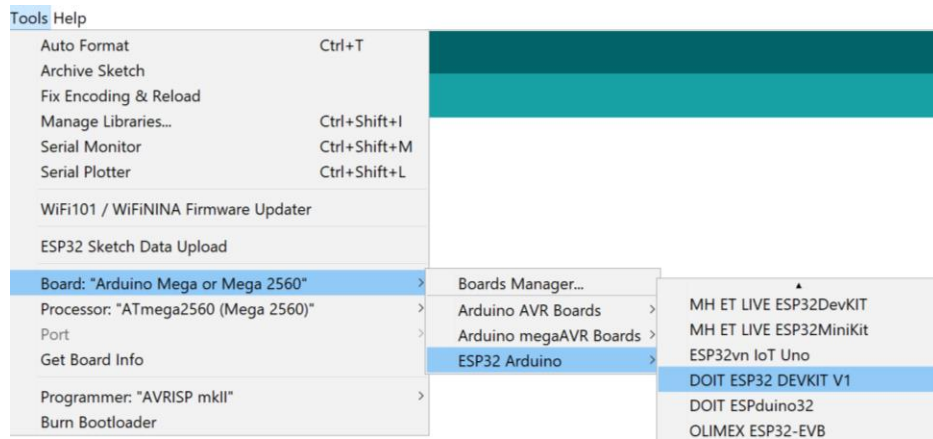 Tools Help
Auto Format Ctrl+T
Archive Sketch
Fix Encoding & Reload
Manage Libraries... Ctrl+Shift+I
Serial Monitor Ctrl+Shift+M
Serial Plotter Ctrl+Shift+L
WiFi101 / WiFiNINA Firmware Updater
ESP32 Sketch Data Upload
Board: "Arduino Mega or Mega 2560"
Processor: "ATmega2560 (Mega 2560)"
Port
Get Board Info
Programmer: "AVRISP mkII"
Burn Bootloader
Boards Manager...
Arduino AVR Boards
Arduino megaAVR Boards
ESP32 Arduino
MH ET LIVE ESP32DevKIT
MH ET LIVE ESP32MiniKit
ESP32vn IoT Uno
DOIT ESP32 DEVKIT V1
DOIT ESPduino32
OLIMEX ESP32-EVB